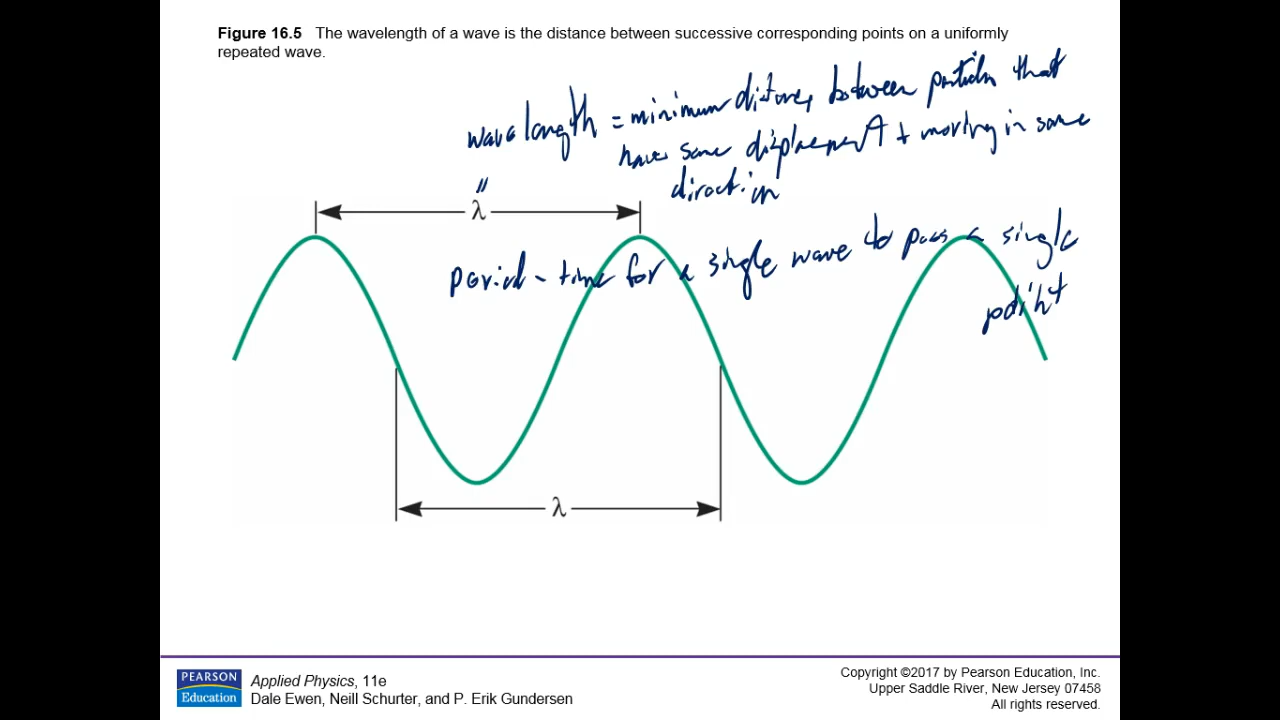 Figure 16.5 The wavelength of a wave is the distance between successive corresponding points on a uniformly
repeated wave.
wavelength = minimum distance between particles that
have same displacement + moving in same
direction
"
λ
period - time for a single wave to pass a single
point
λ
PEARSON
Education
Applied Physics, 11e
Dale Ewen, Neill Schurter, and P. Erik Gundersen
Copyright ©2017 by Pearson Education, Inc.
Upper Saddle River, New Jersey 07458
All rights reserved.